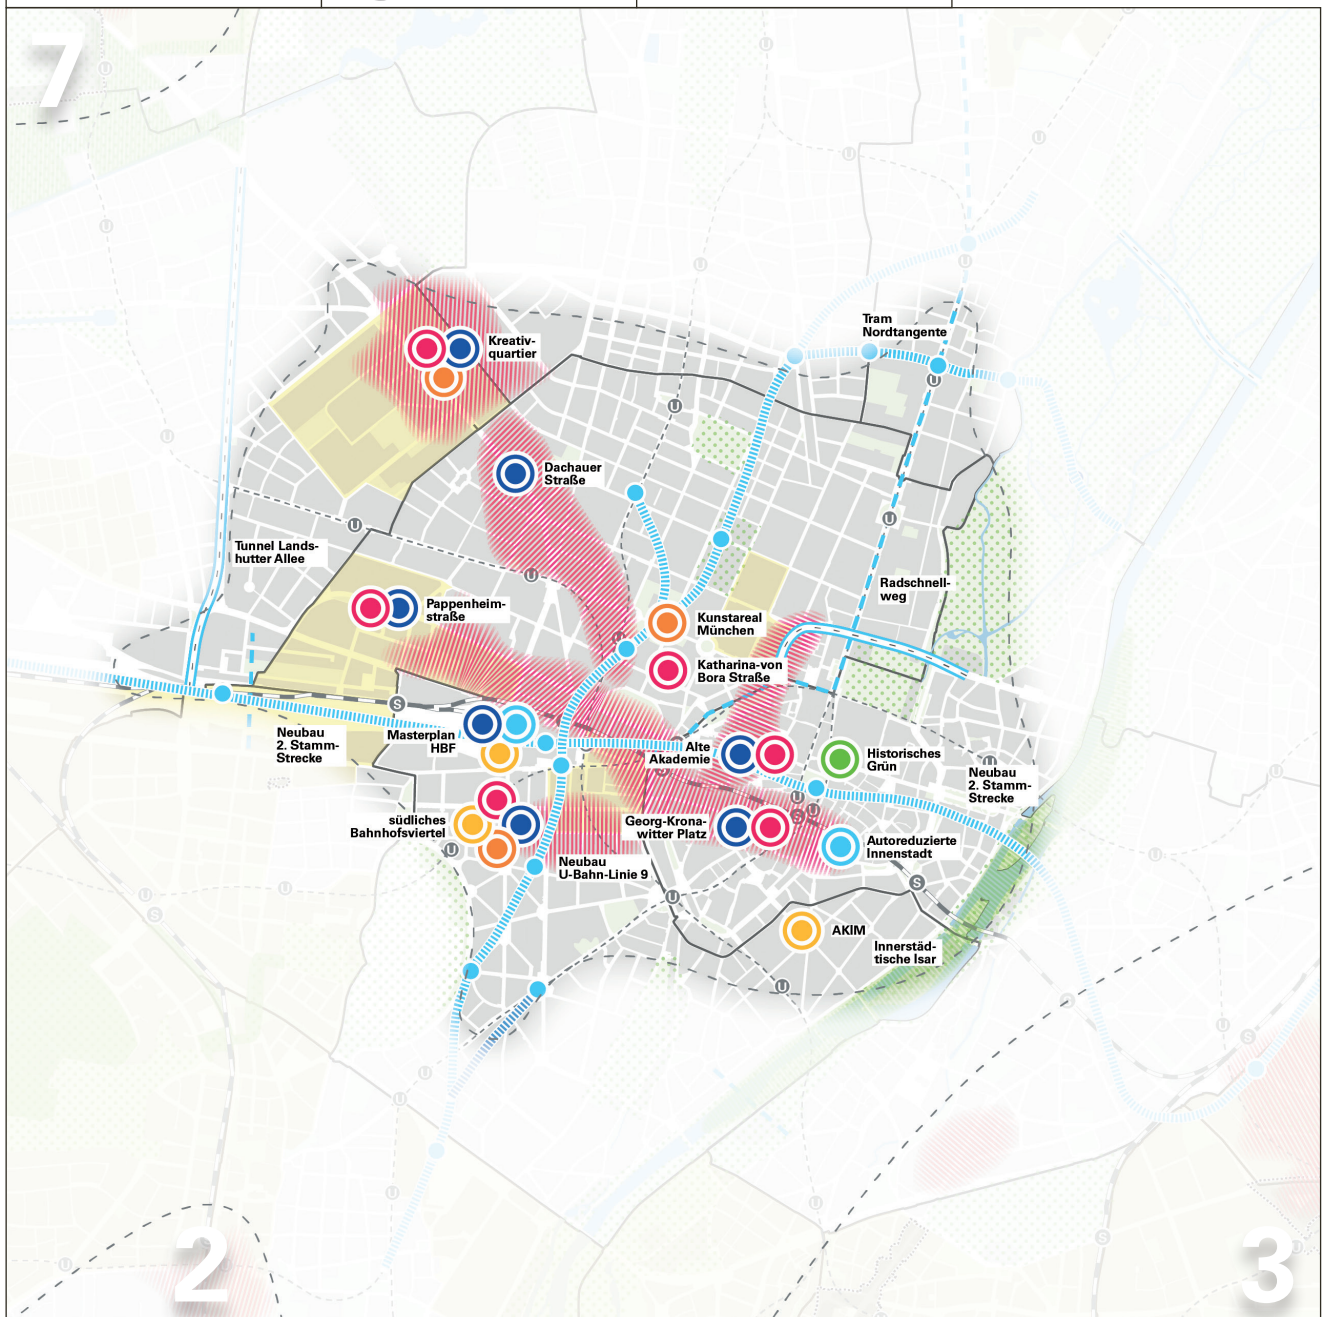 7
Tram
Nordtangente
Kreativ-
quartier
Dachauer
Straße
Tunnel Lands-
hutter Allee
Radschnell-
weg
Pappenheim-
straße
Kunstareal
München
Katharina-von
Bora Straße
Neubau
2. Stamm-
Strecke
Masterplan
HBF
Alte
Akademie
Historisches
Grün
Neubau
2. Stamm-
Strecke
südliches
Bahnhofsviertel
Georg-Krona-
witter Platz
Autoreduzierte
Innenstadt
Neubau
U-Bahn-Linie 9
AKIM
Innerstäd-
tische Isar
2
3
U
U
U
U
U
U
U
U
U
U
U
U
S
S
S